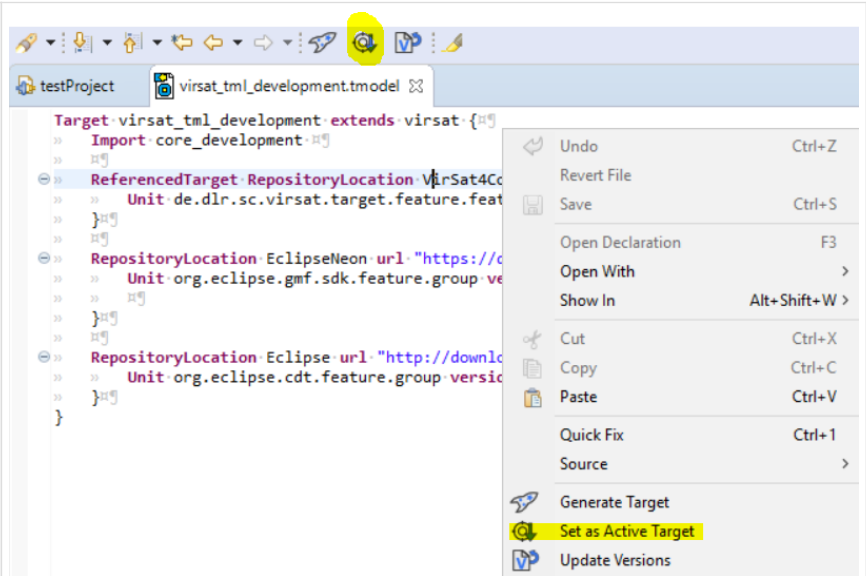 testProject
virsat_tml_development.tmodel
Target virsat_tml_development extends virsat {
Import core_development
ReferencedTarget RepositoryLocation VirSat4Co
Unit de.dlr.sc.virsat.target.feature.feat
}
RepositoryLocation EclipseNeon url "https://d
Unit org.eclipse.gmf.sdk.feature.group ve
}
RepositoryLocation Eclipse url "http://downlo
Unit org.eclipse.cdt.feature.group versio
}
}
Undo Ctrl+Z
Revert File
Save Ctrl+S
Open Declaration F3
Open With
Show In Alt+Shift+W
Cut Ctrl+X
Copy Ctrl+C
Paste Ctrl+V
Quick Fix Ctrl+1
Source
Generate Target
Set as Active Target
Update Versions